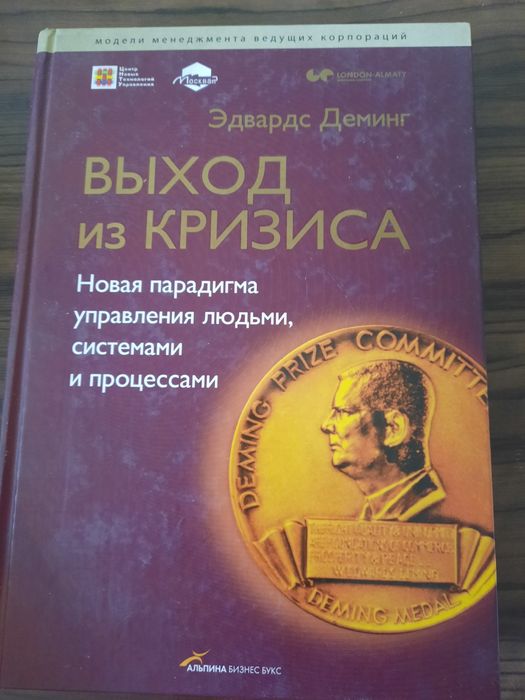 модели менеджмента ведущих корпораций
Центр
Новых
Технологий
Управления
LONDON-ALMATY
Эдвардс Деминг
ВЫХОД
из КРИЗИСА
Новая парадигма
управления людьми,
системами
и процессами
DEMING PRIZE COMMITTEE
DEMING MEDAL
АЛЬПИНА БИЗНЕС БУКС